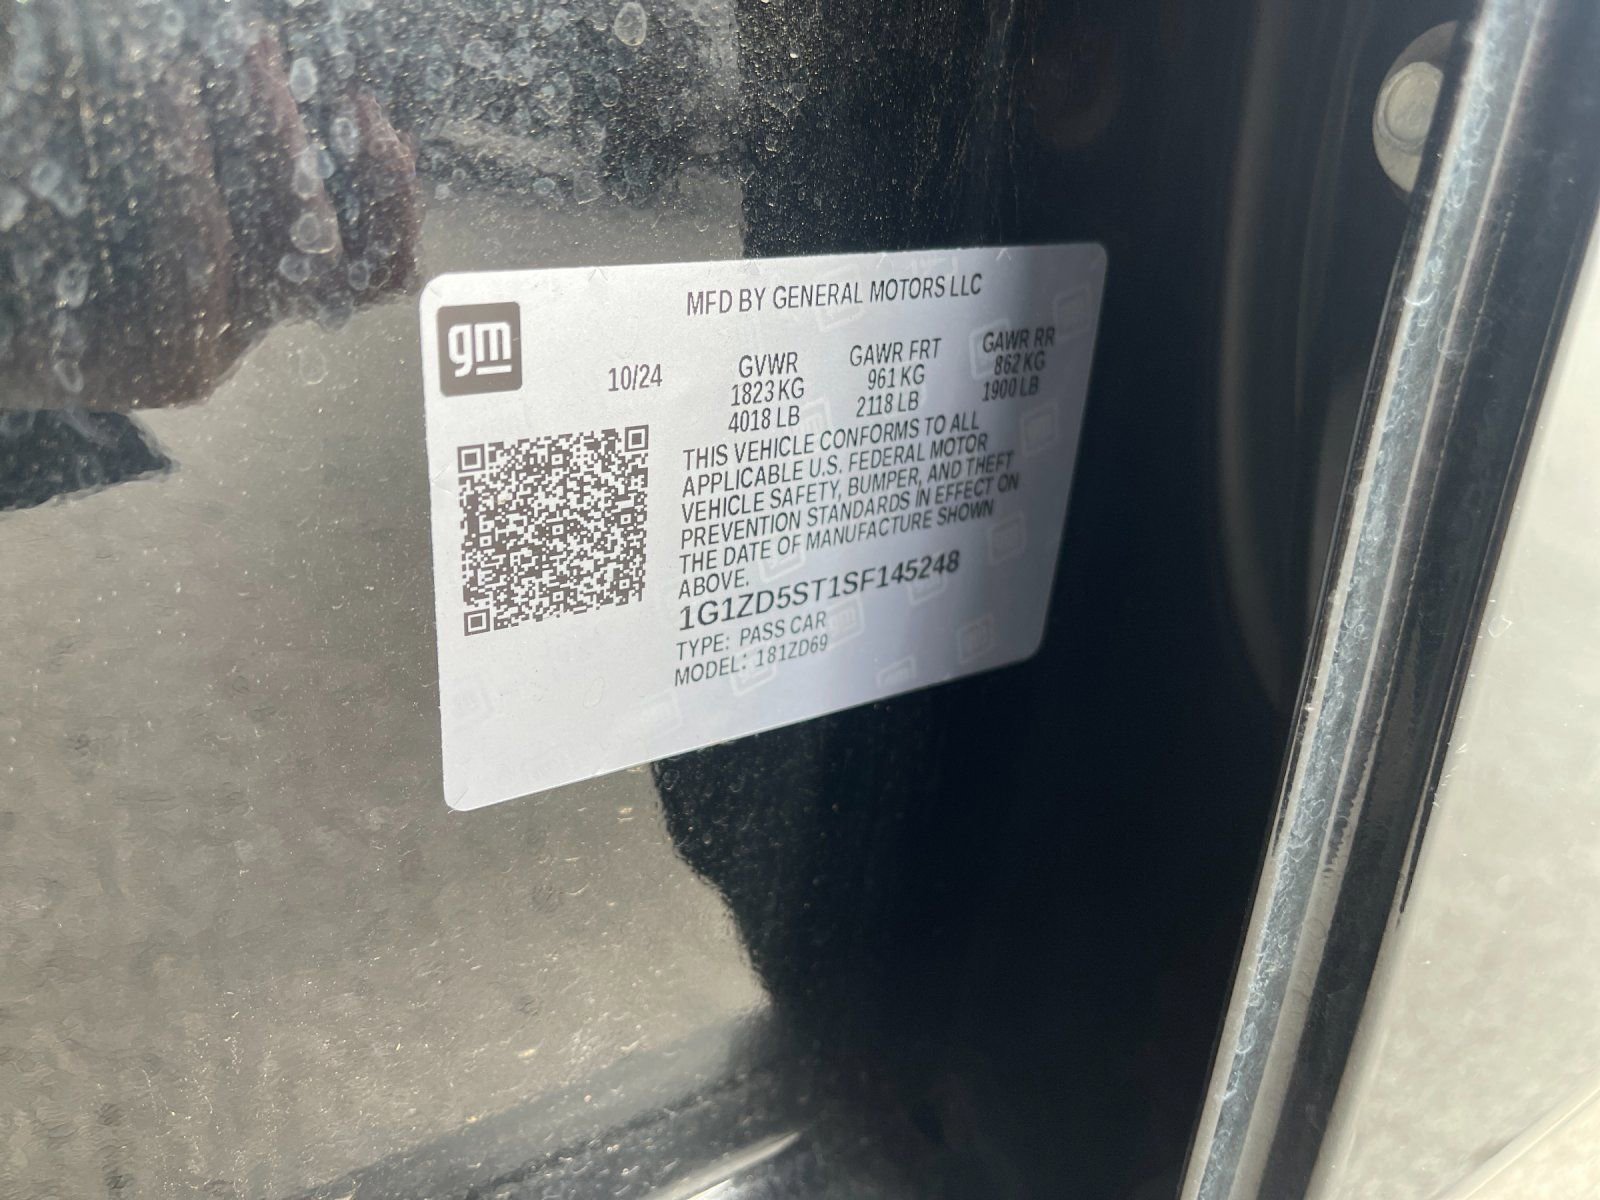 gm
MFD BY GENERAL MOTORS LLC
10/24
GVWR
1823 KG
4018 LB
GAWR FRT
961 KG
2118 LB
GAWR RR
862 KG
1900 LB
THIS VEHICLE CONFORMS TO ALL
APPLICABLE U.S. FEDERAL MOTOR
VEHICLE SAFETY, BUMPER, AND THEFT
PREVENTION STANDARDS IN EFFECT ON
THE DATE OF MANUFACTURE SHOWN
ABOVE.
1G1ZD5ST1SF145248
TYPE: PASS CAR
MODEL: 181ZD69